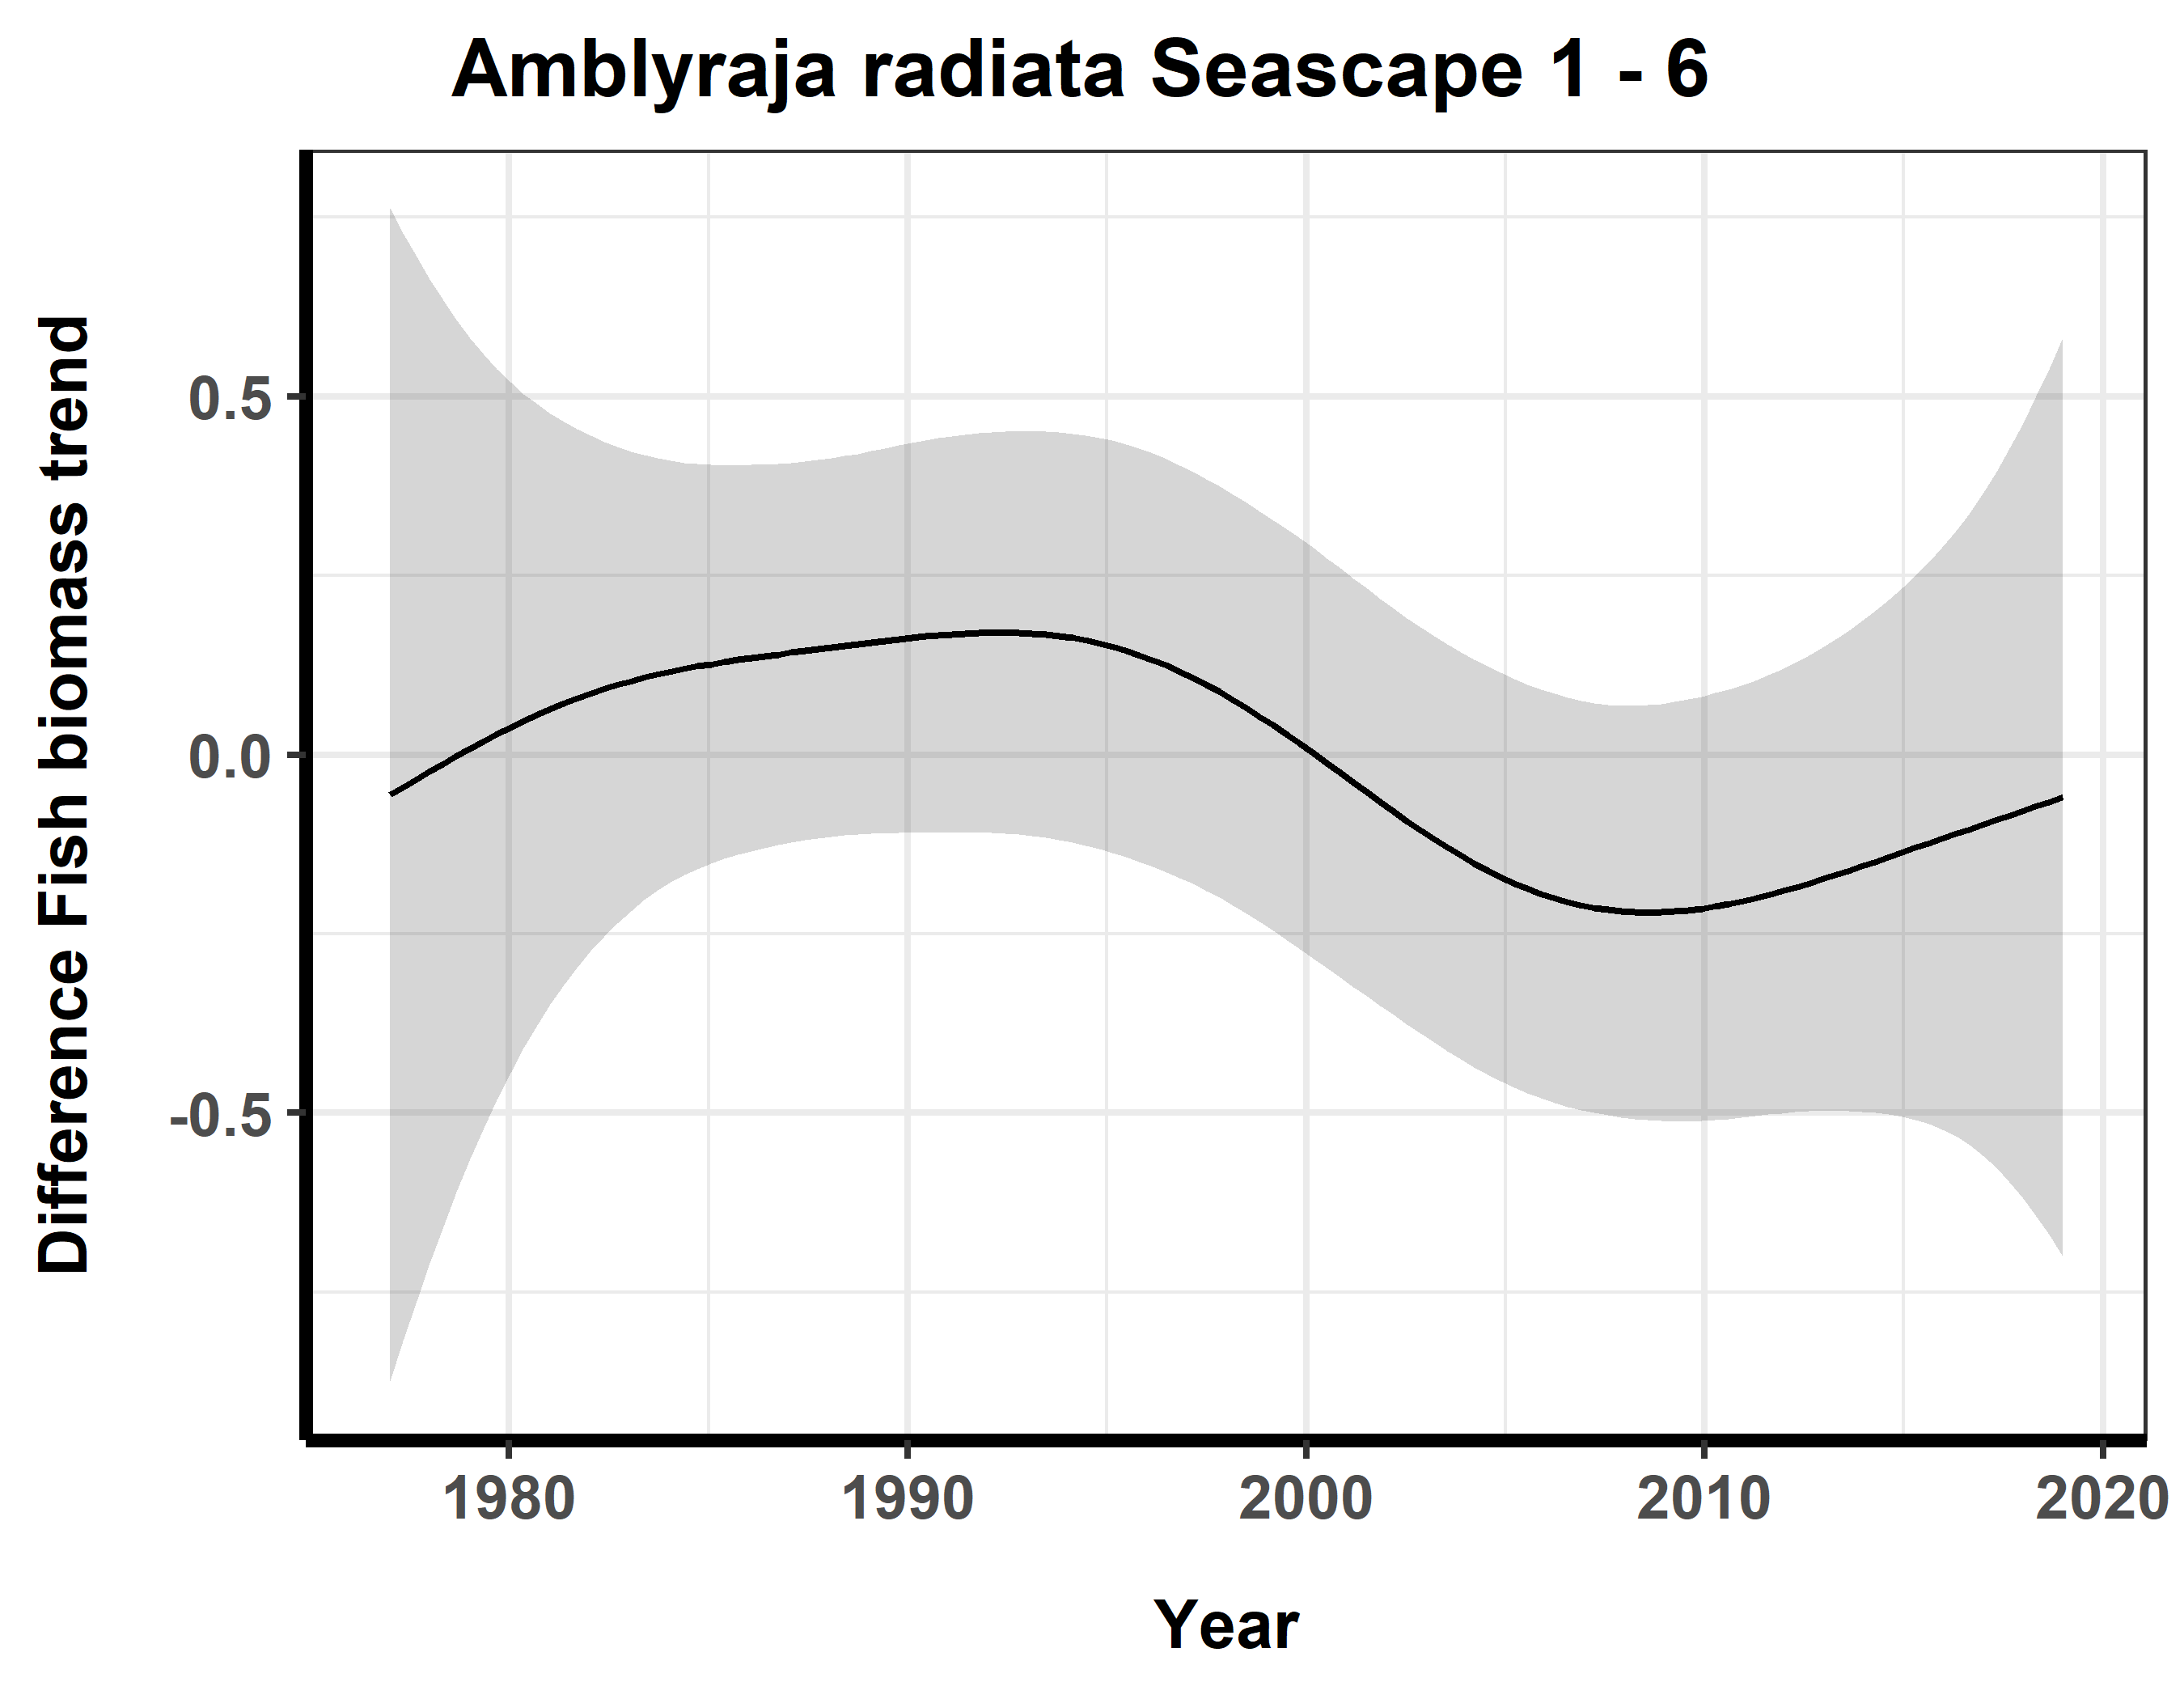 Amblyraja radiata Seascape 1 - 6
Difference Fish biomass trend
0.5
0.0
-0.5
1980 1990 2000 2010 2020
Year